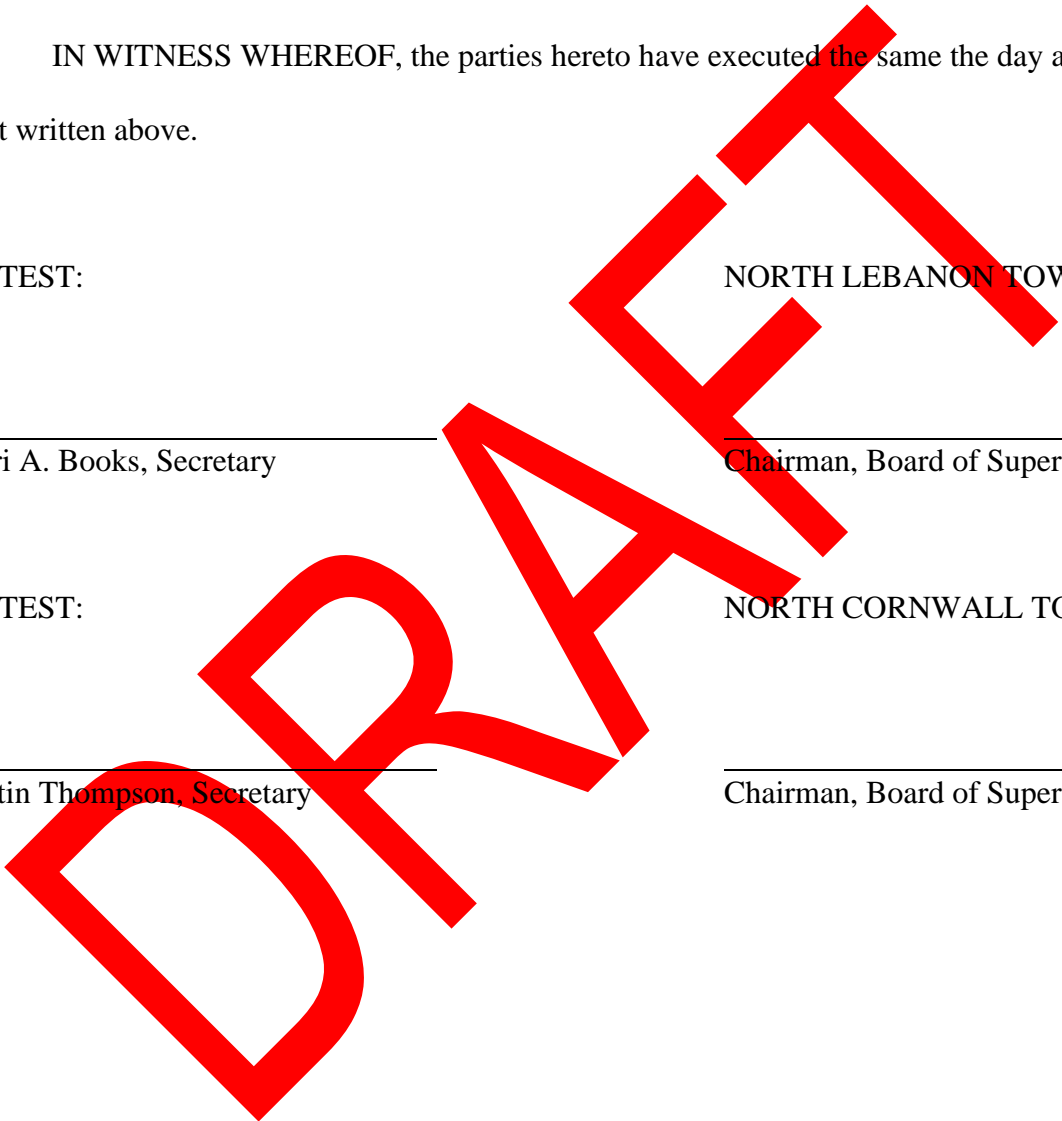 IN WITNESS WHEREOF, the parties hereto have executed the same the day a
t written above.
TEST: NORTH LEBANON TOW
i A. Books, Secretary Chairman, Board of Super
TEST: NORTH CORNWALL TO
tin Thompson, Secretary Chairman, Board of Super
DRAFT